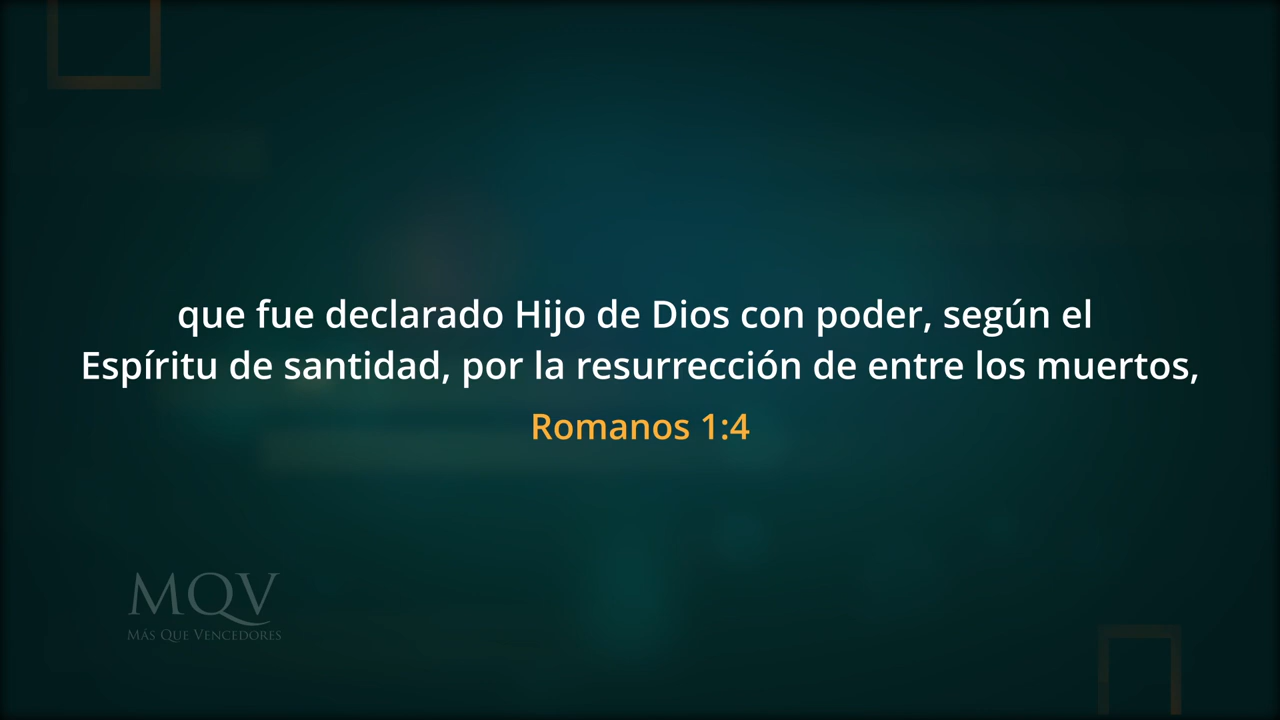 que fue declarado Hijo de Dios con poder, según el
Espíritu de santidad, por la resurrección de entre los muertos,
Romanos 1:4
MQV
Más Que Vencedores